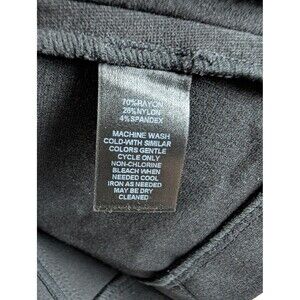 70%RAYON
26%NYLON
4%SPANDEX
MACHINE WASH
COLD-WITH SIMILAR
COLORS GENTLE
CYCLE ONLY
NON-CHLORINE
BLEACH WHEN
NEEDED COOL
IRON AS NEEDED
MAY BE DRY
CLEANED